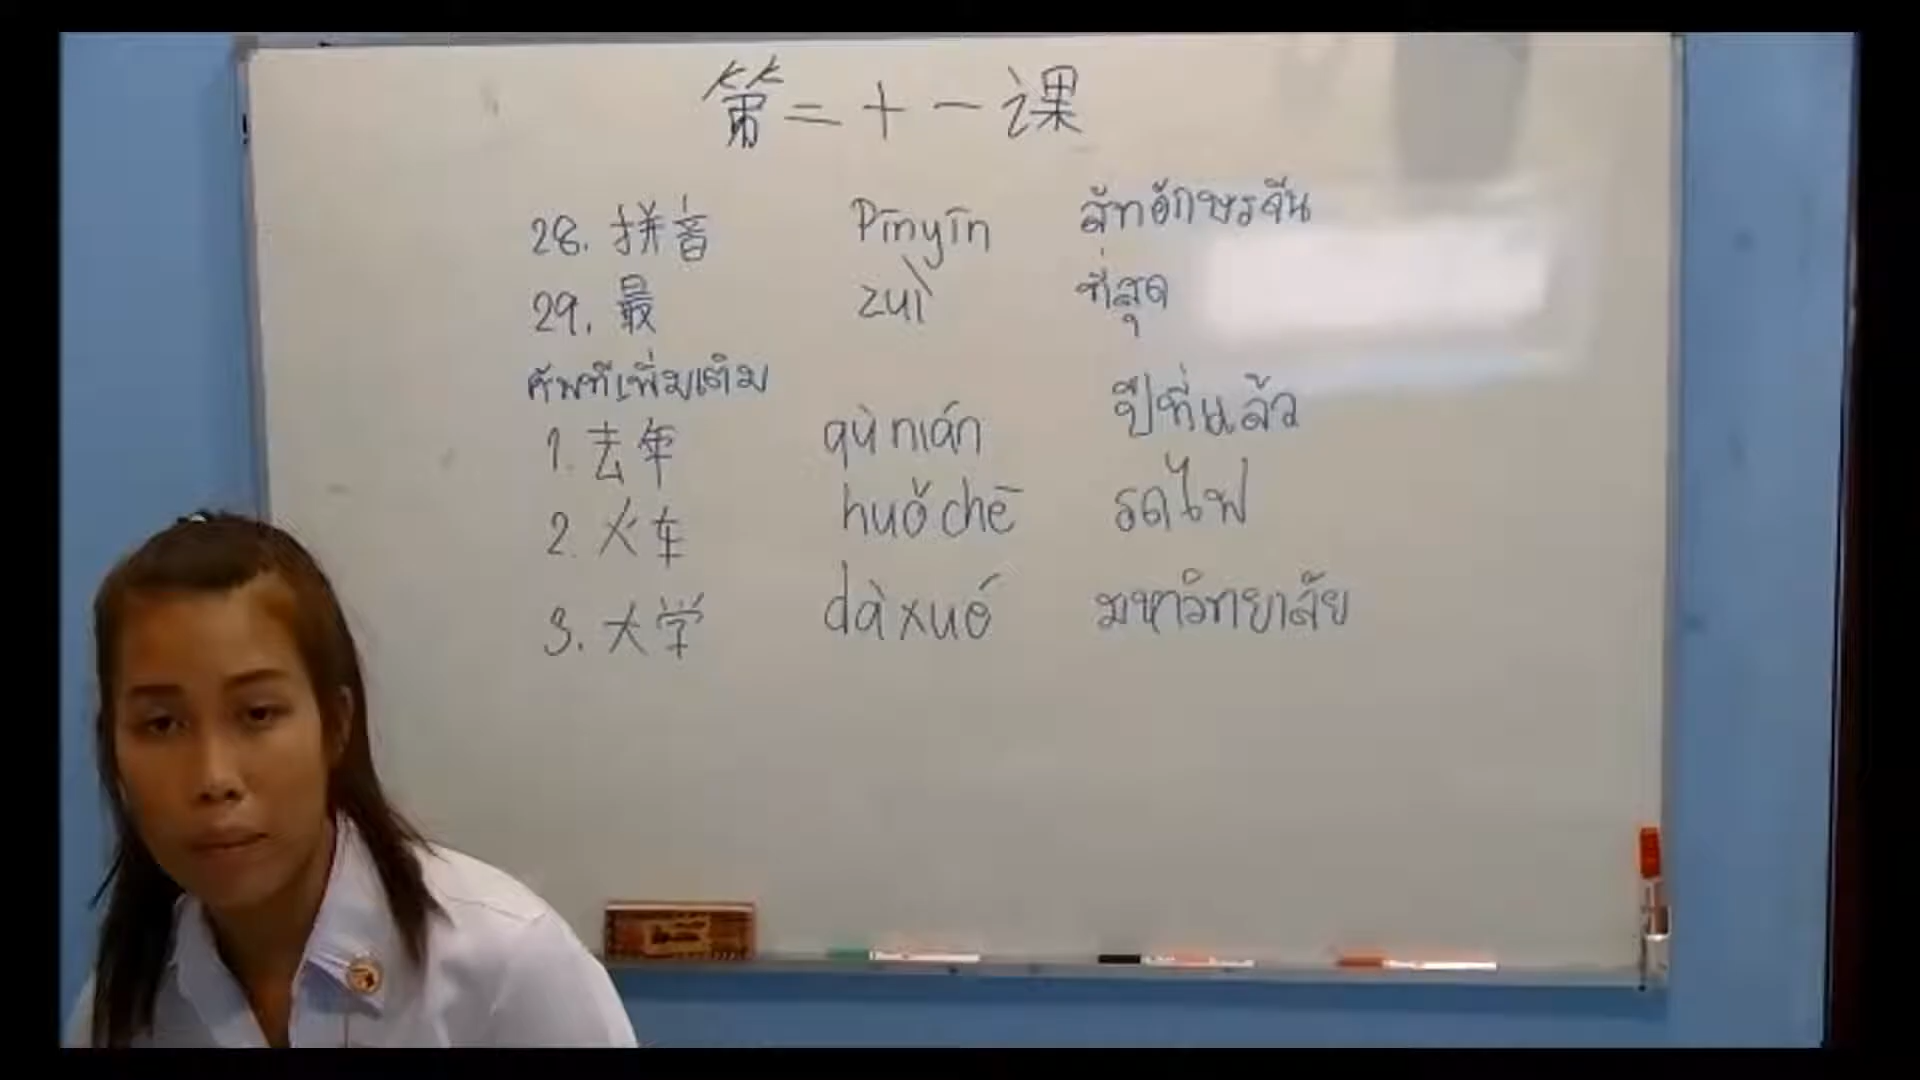 第二十一课
28. 拼音 Pīnyīn สัทอักษรจีน
29. 最 zuì ที่สุด
ศัพท์เพิ่มเติม
1.去年 qù nián ปีที่แล้ว
2.火车 huǒ chē รถไฟ
3. 大学 dà xué มหาวิทยาลัย